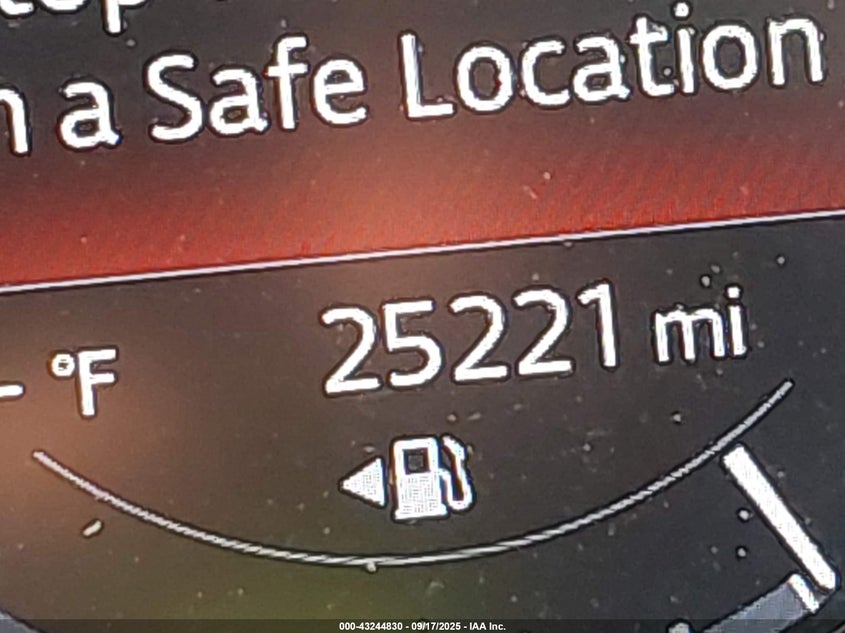 a Safe Location
25221 mi
- °F
000-43244830 - 09/17/2025 - IAA Inc.